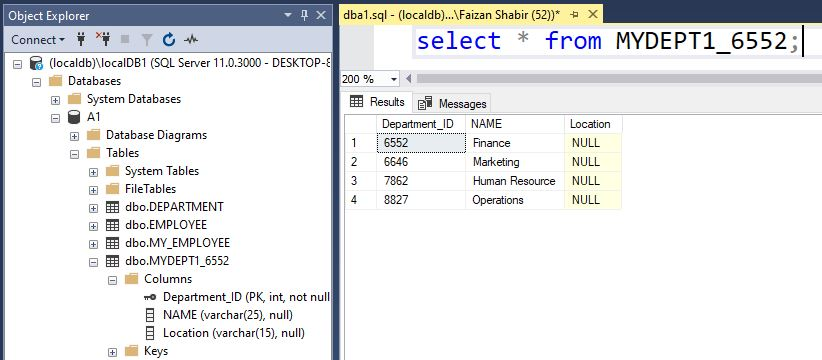 Object Explorer
Connect
(localdb)\localDB1 (SQL Server 11.0.3000 - DESKTOP-8
Databases
System Databases
A1
Database Diagrams
Tables
System Tables
FileTables
dbo.DEPARTMENT
dbo.EMPLOYEE
dbo.MY_EMPLOYEE
dbo.MYDEPT1_6552
Columns
Department_ID (PK, int, not null
NAME (varchar(25), null)
Location (varchar(15), null)
Keys
dba1.sql - (localdb)...\Faizan Shabir (52))*
select * from MYDEPT1_6552;
200 %
Results Messages
Department_ID NAME Location
1 6552 Finance NULL
2 6646 Marketing NULL
3 7862 Human Resource NULL
4 8827 Operations NULL